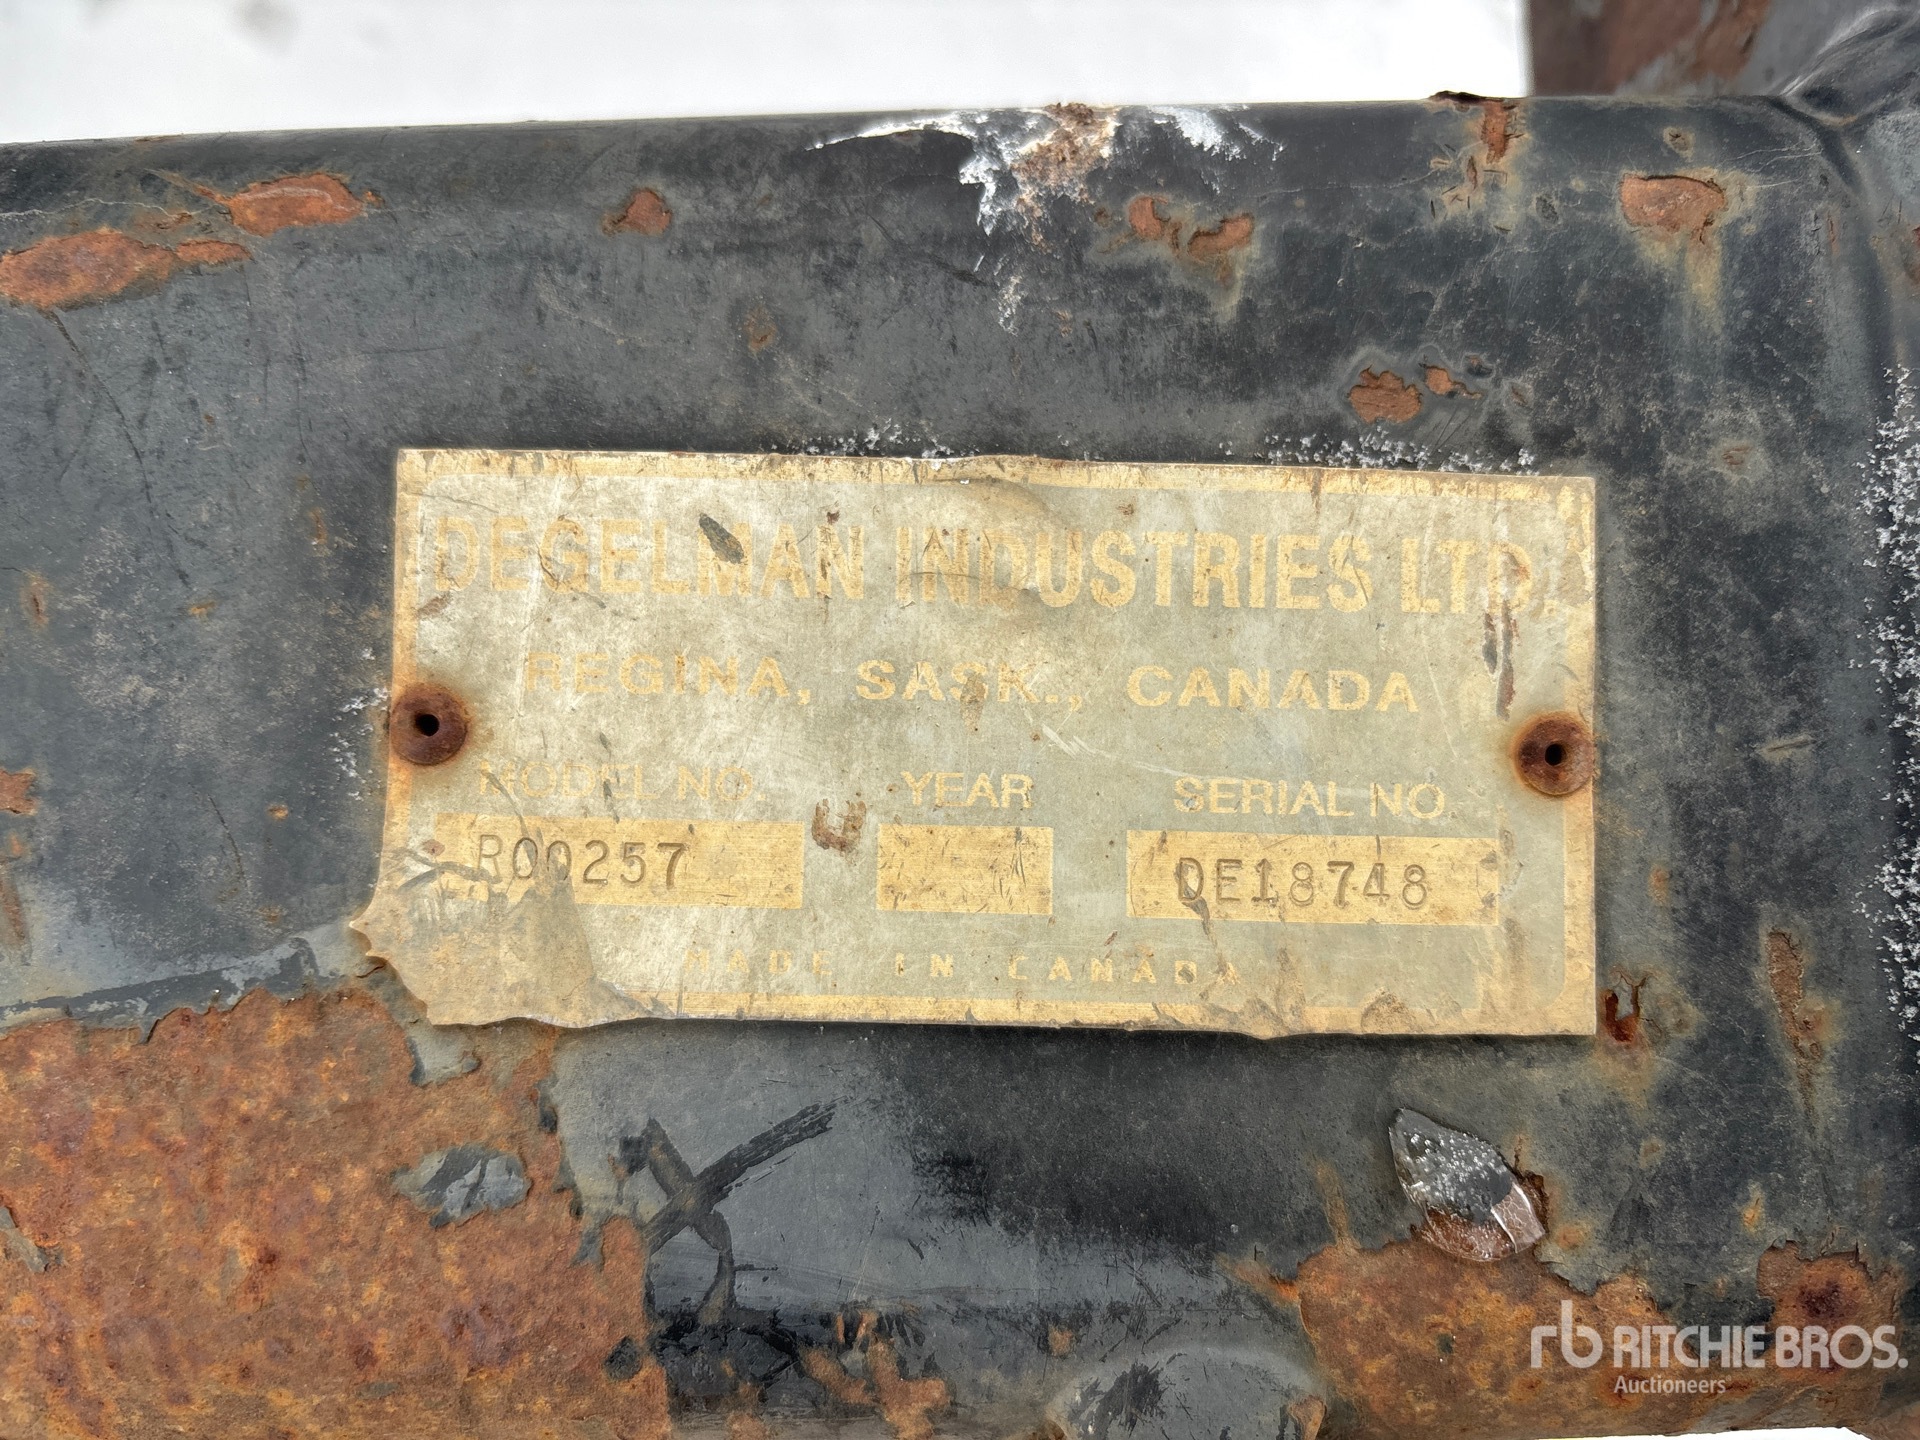 DEGELMAN INDUSTRIES LTD.
REGINA, SASK., CANADA
MODEL NO. YEAR SERIAL NO.
R00257 DE18748
MADE IN CANADA
rb RITCHIE BROS.
Auctioneers